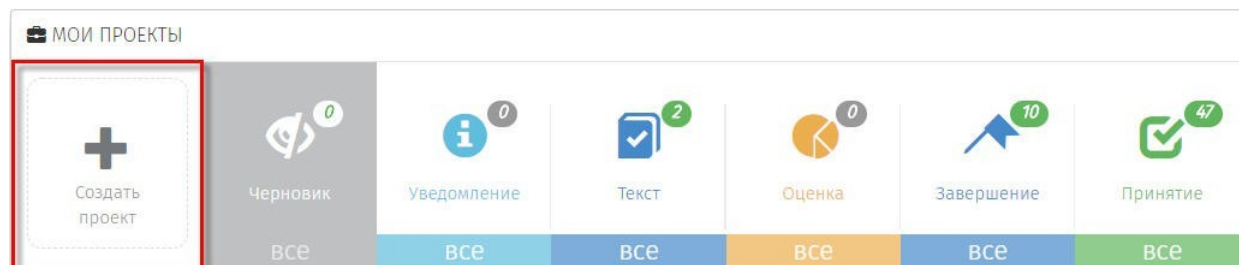 МОИ ПРОЕКТЫ
0 0 2 0 10 47
Создать проект
Черновик Уведомление Текст Оценка Завершение Принятие
все все все все все все